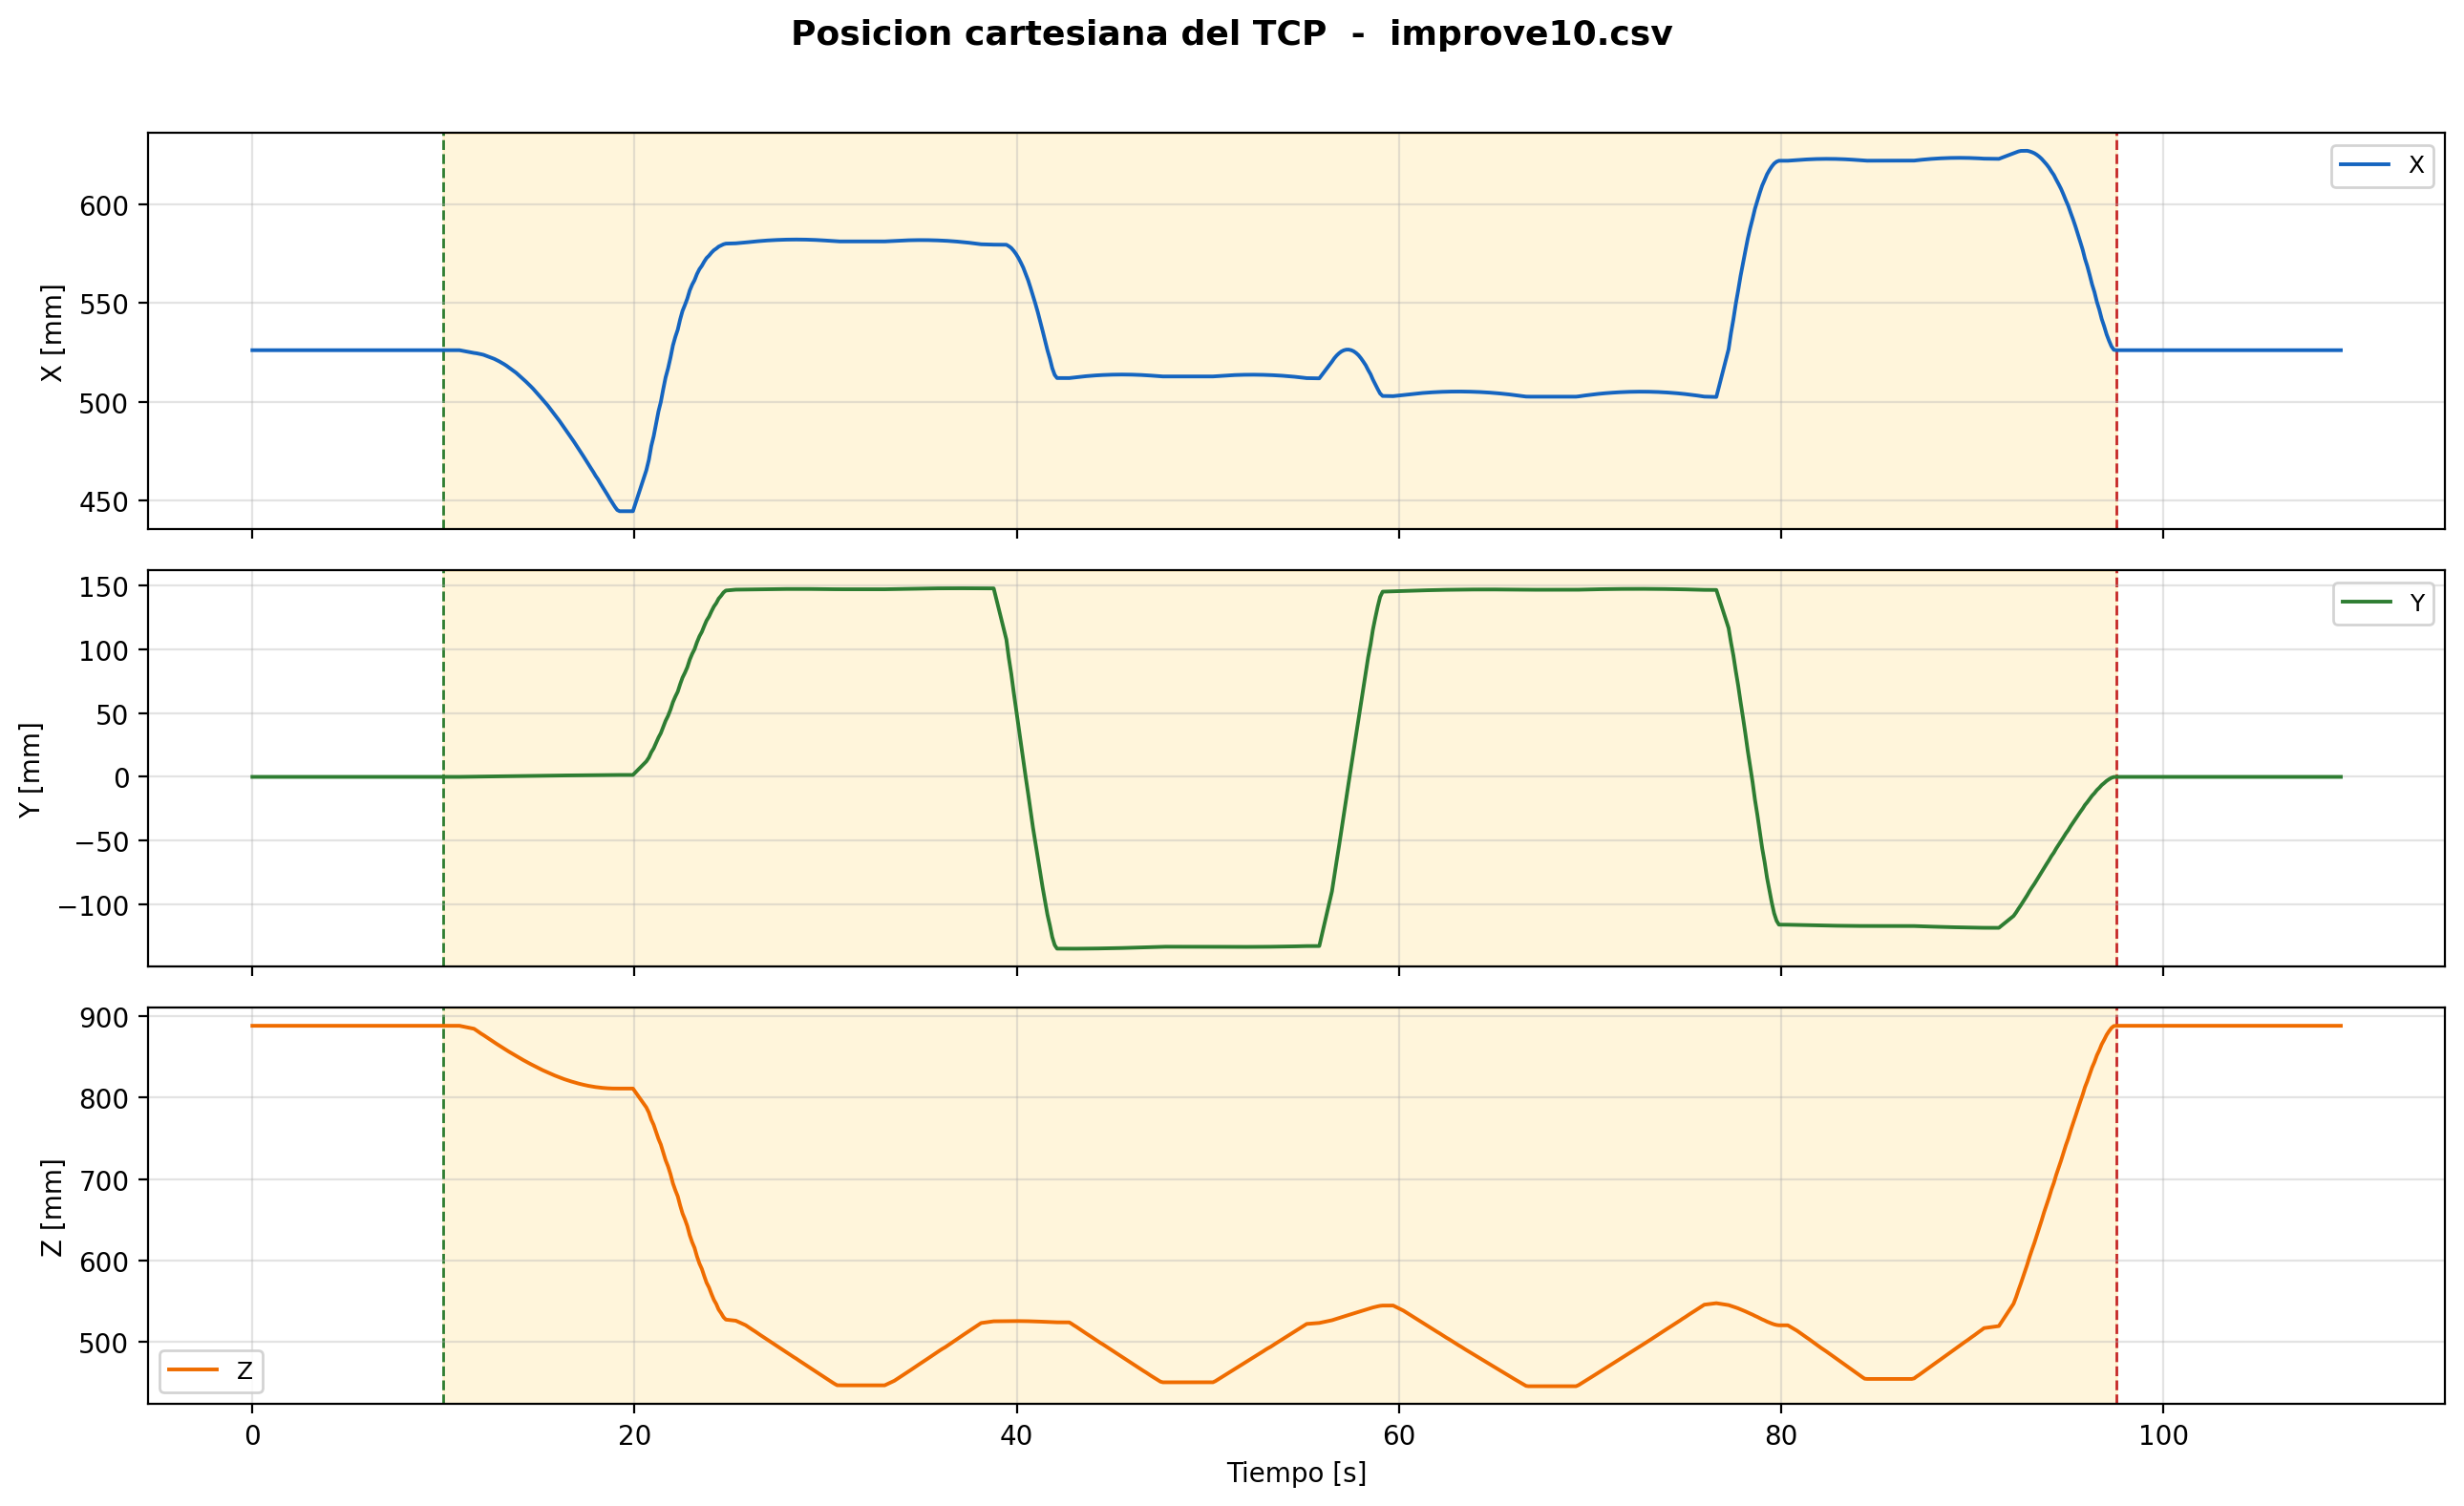 Posicion cartesiana del TCP - improve10.csv
X [mm]
600
550
500
450
X
Y [mm]
150
100
50
0
−50
−100
Y
Z [mm]
900
800
700
600
500
Z
0 20 40 60 80 100
Tiempo [s]